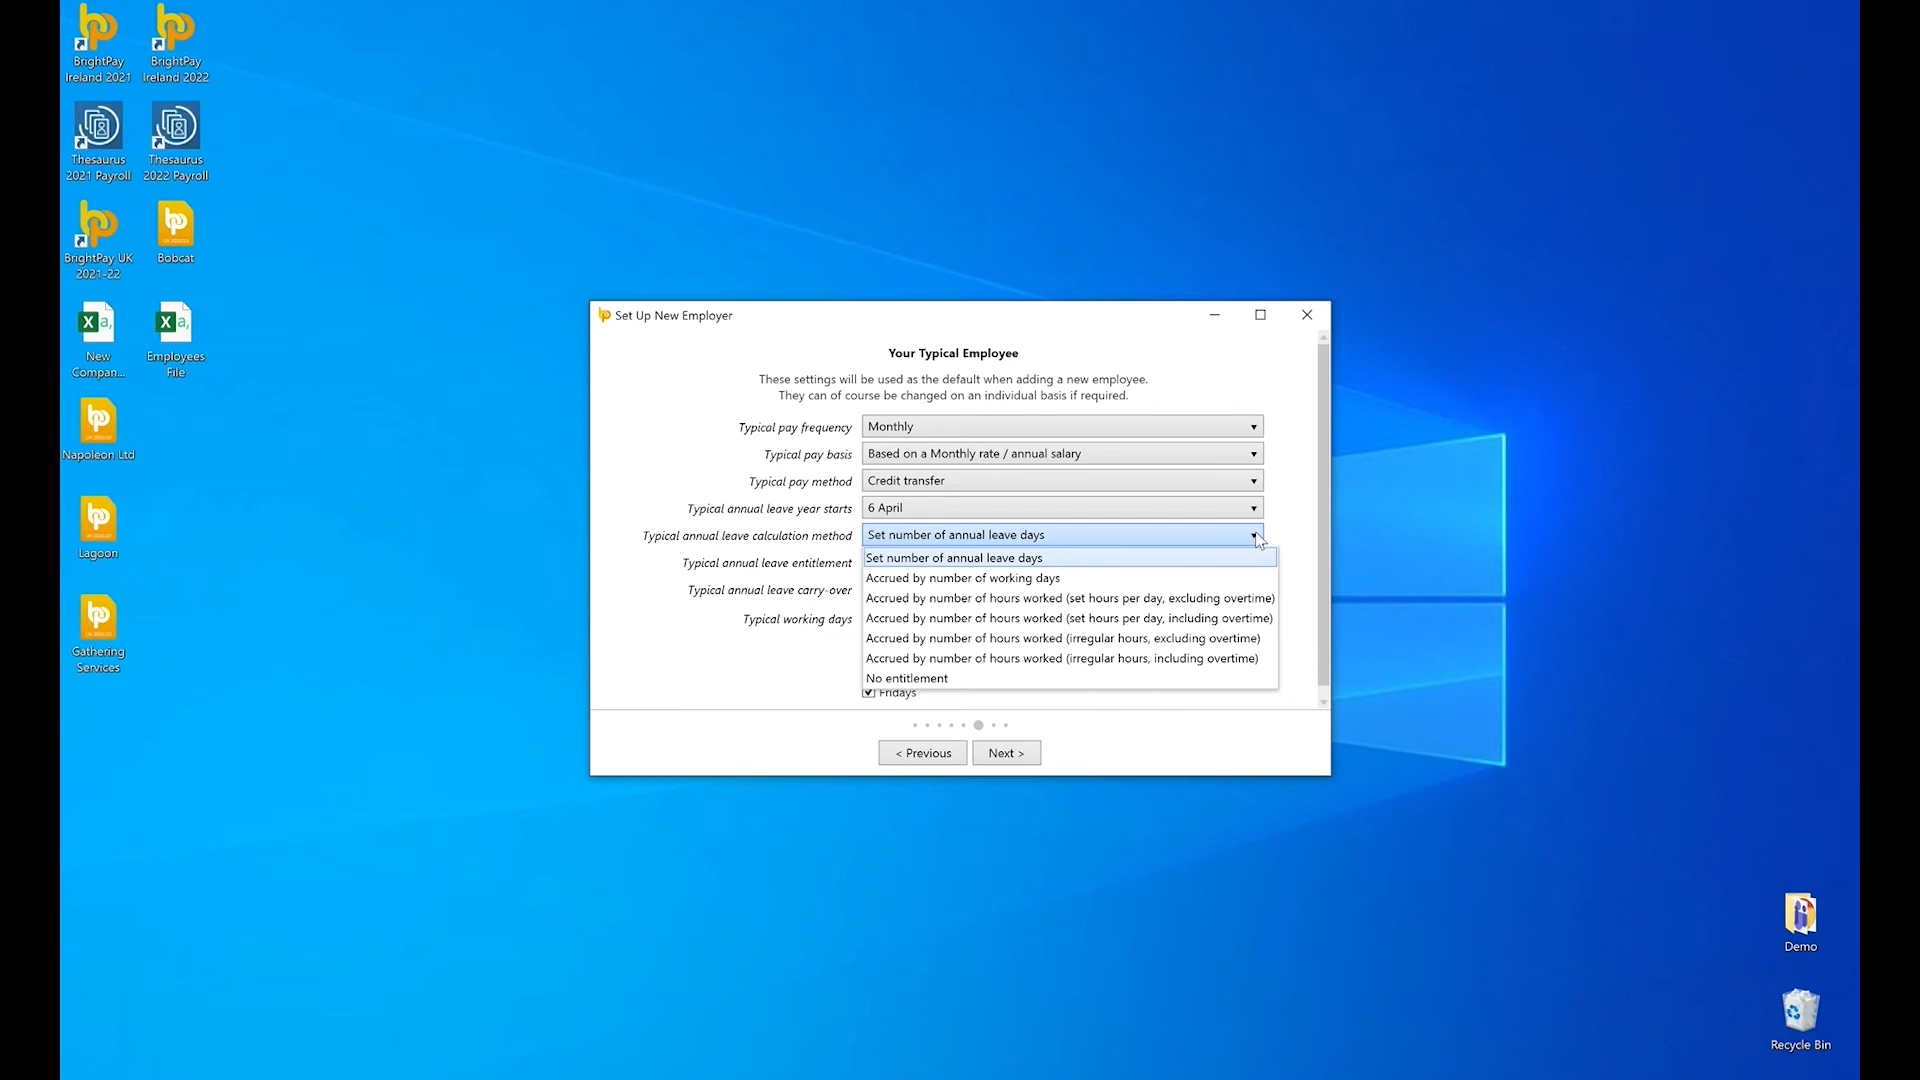 BrightPay
Ireland 2021
BrightPay
Ireland 2022
Thesaurus
2021 Payroll
Thesaurus
2022 Payroll
BrightPay UK
2021-22
Bobcat
New
Compan...
Employees
File
Napoleon Ltd
Lagoon
Gathering
Services
Set Up New Employer
Your Typical Employee
These settings will be used as the default when adding a new employee.
They can of course be changed on an individual basis if required.
Typical pay frequency Monthly
Typical pay basis Based on a Monthly rate / annual salary
Typical pay method Credit transfer
Typical annual leave year starts 6 April
Typical annual leave calculation method Set number of annual leave days
Set number of annual leave days
Typical annual leave entitlement
Accrued by number of working days
Typical annual leave carry-over
Accrued by number of hours worked (set hours per day, excluding overtime)
Typical working days
Accrued by number of hours worked (set hours per day, including overtime)
Accrued by number of hours worked (irregular hours, excluding overtime)
Accrued by number of hours worked (irregular hours, including overtime)
No entitlement
Fridays
< Previous
Next >
Demo
Recycle Bin